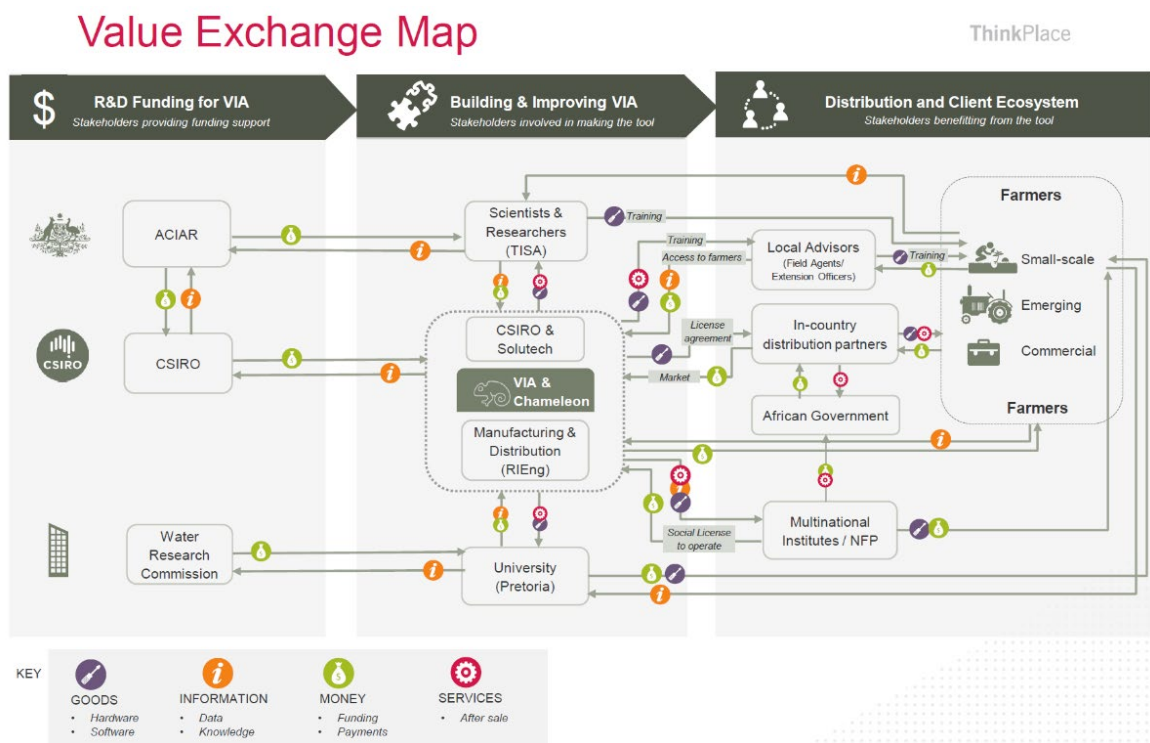 Value Exchange Map
ThinkPlace
$
R&D Funding for VIA
Stakeholders providing funding support
Building & Improving VIA
Stakeholders involved in making the tool
Distribution and Client Ecosystem
Stakeholders benefitting from the tool
ACIAR
CSIRO
CSIRO
Water
Research
Commission
Scientists &
Researchers
(TISA)
CSIRO &
Solutech
VIA &
Chameleon
Manufacturing &
Distribution
(RIEng)
University
(Pretoria)
Training
Training
Access to farmers
License
agreement
Market
Social License
to operate
Local Advisors
(Field Agents/
Extension Officers)
Training
In-country
distribution partners
African Government
Multinational
Institutes / NFP
Farmers
Small-scale
Emerging
Commercial
Farmers
KEY
GOODS
• Hardware
• Software
INFORMATION
• Data
• Knowledge
MONEY
• Funding
• Payments
SERVICES
• After sale